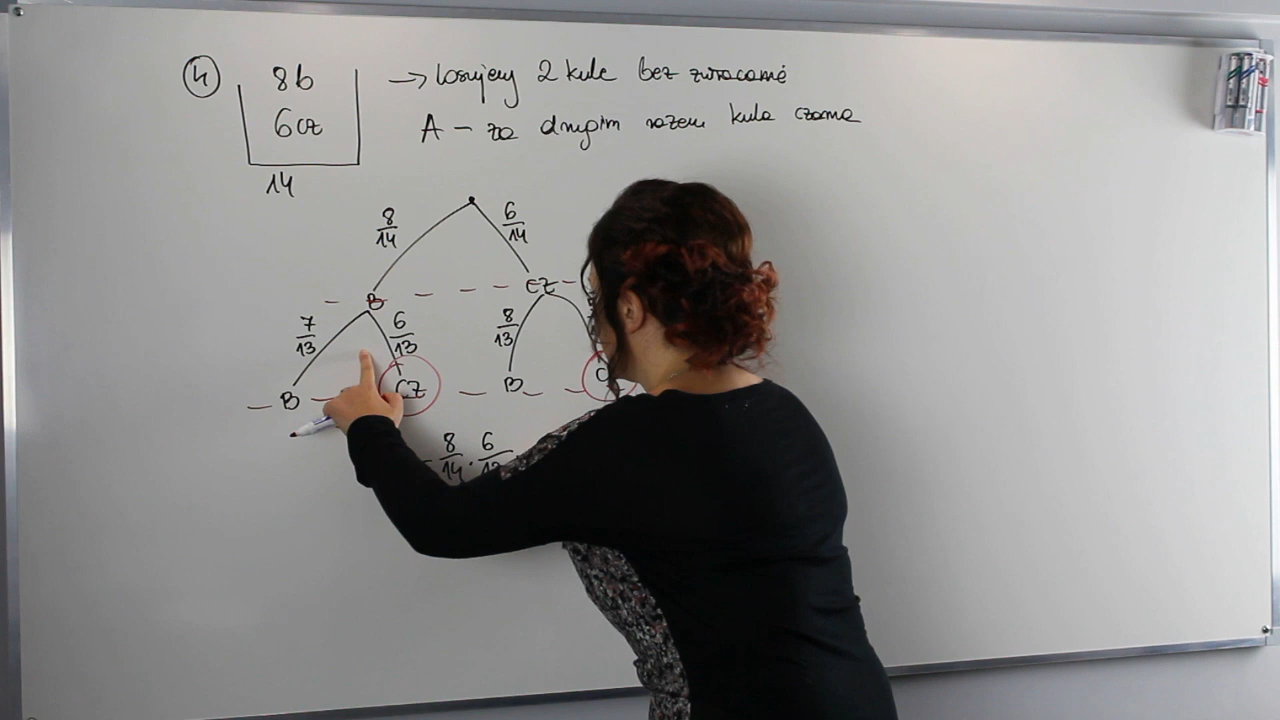 4
8b → losujemy 2 kule bez zwracania
6cz A - za drugim razem kula czarna
14
8/14 6/14
B CZ
7/13 6/13 8/13
B CZ B
= 8/14 · 6/13